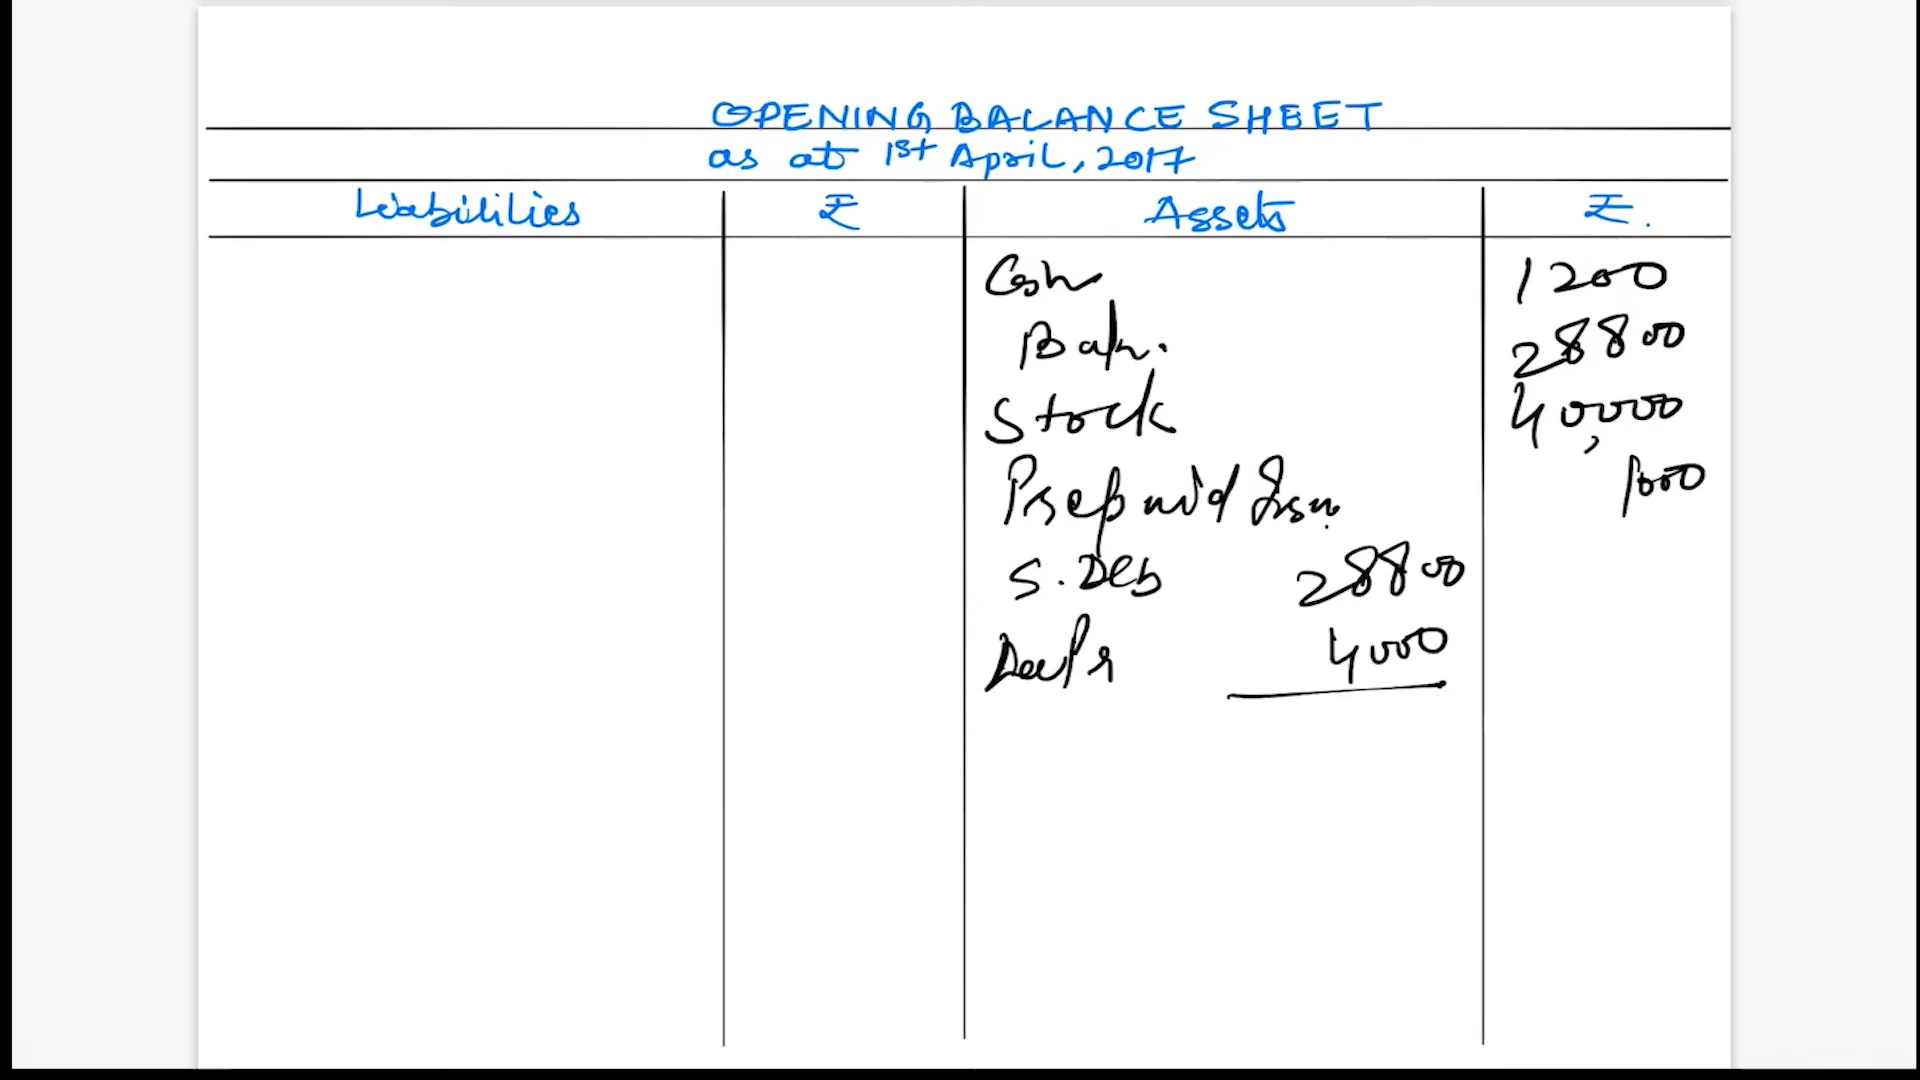 OPENING BALANCE SHEET
as at 1st April, 2017
Liabilities ₹ Assets ₹.
Cash 1200
Bank. 28800
Stock 40,000
Prepaid Insu. 1000
S. Deb 28800
4000